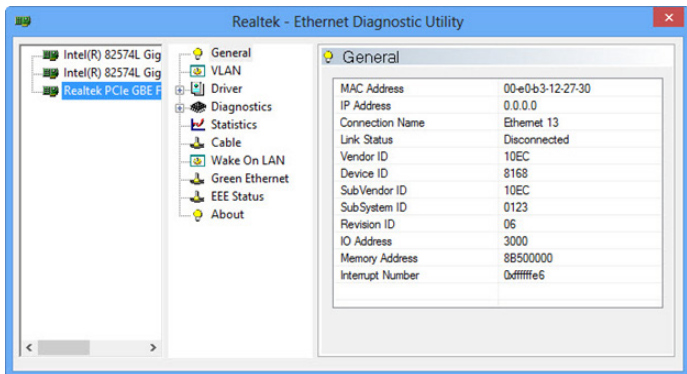 Realtek - Ethernet Diagnostic Utility
Intel(R) 82574L Gig
Intel(R) 82574L Gig
Realtek PCIe GBE F
General
VLAN
Driver
Diagnostics
Statistics
Cable
Wake On LAN
Green Ethernet
EEE Status
About
General
MAC Address 00-e0-b3-12-27-30
IP Address 0.0.0.0
Connection Name Ethernet 13
Link Status Disconnected
Vendor ID 10EC
Device ID 8168
SubVendor ID 10EC
SubSystem ID 0123
Revision ID 06
IO Address 3000
Memory Address 8B500000
Interrupt Number 0xffffffe6